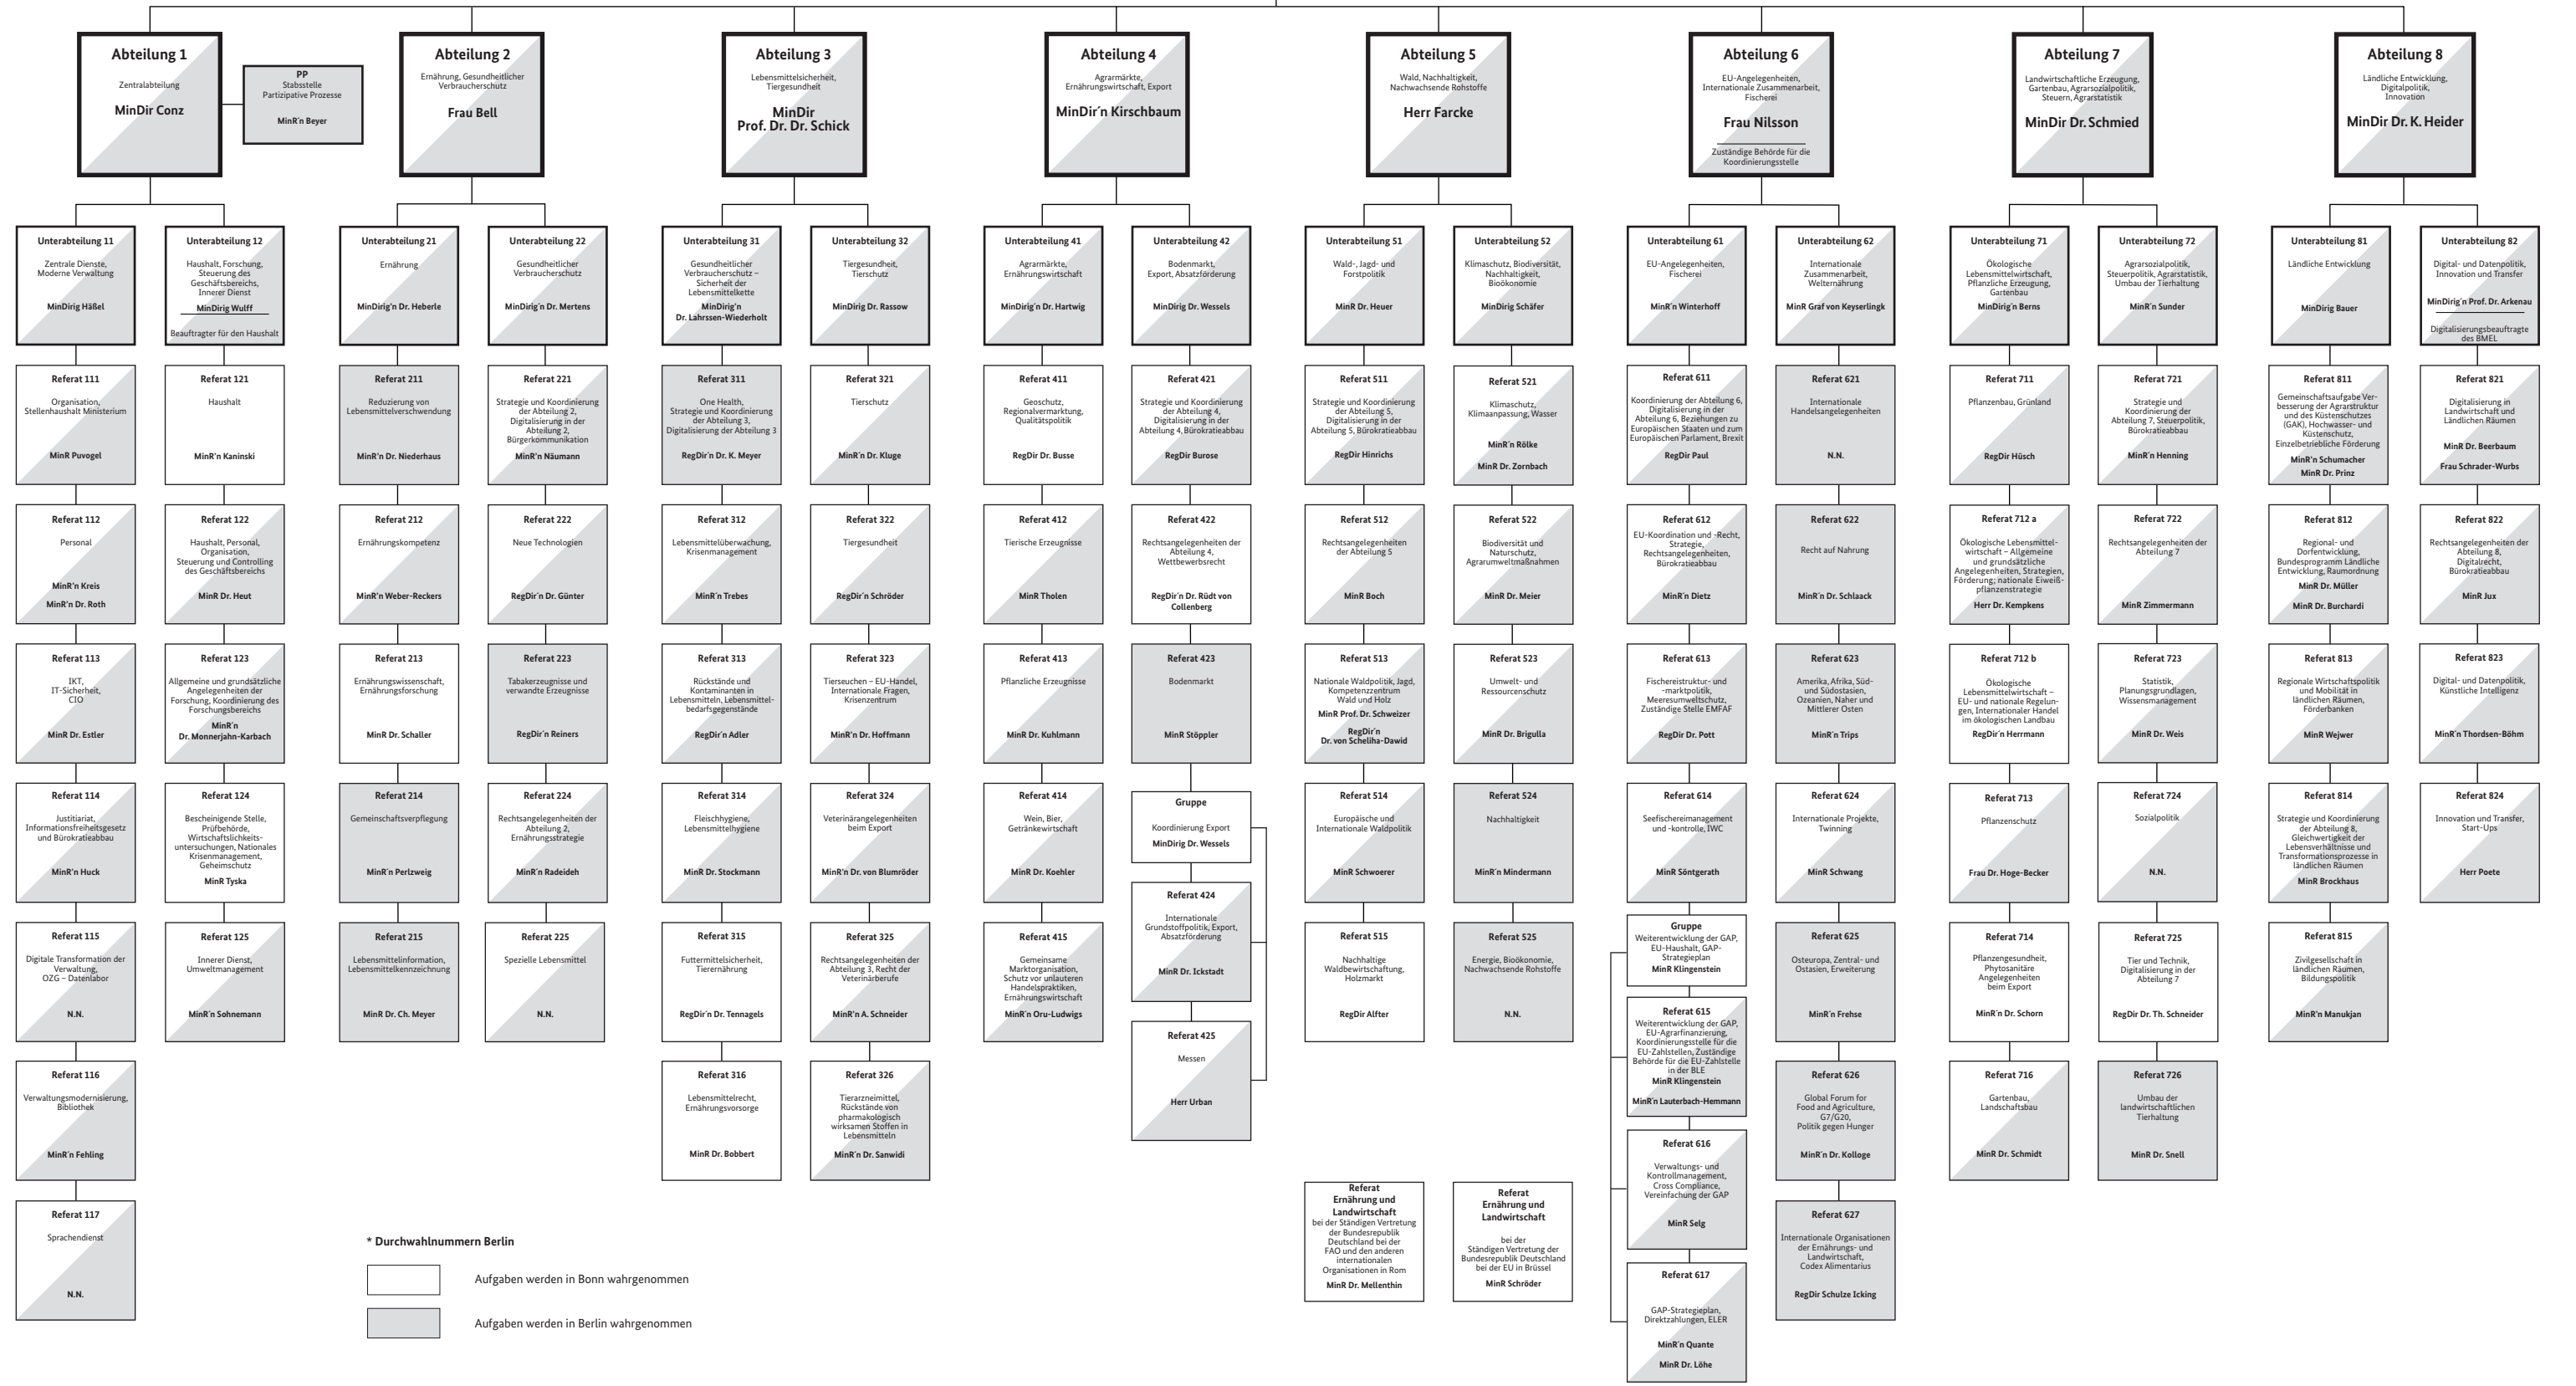 Abteilung 1
Zentralabteilung
MinDir Conz
PP
Stabsstelle
Partizipative Prozesse
MinR´n Beyer
Abteilung 2
Ernährung, Gesundheitlicher
Verbraucherschutz
Frau Bell
Abteilung 3
Lebensmittelsicherheit,
Tiergesundheit
MinDir
Prof. Dr. Dr. Schick
Abteilung 4
Agrarmärkte,
Ernährungswirtschaft, Export
MinDir´n Kirschbaum
Abteilung 5
Wald, Nachhaltigkeit,
Nachwachsende Rohstoffe
Herr Farcke
Abteilung 6
EU-Angelegenheiten,
Internationale Zusammenarbeit,
Fischerei
Frau Nilsson
Zuständige Behörde für die
Koordinierungsstelle
Abteilung 7
Landwirtschaftliche Erzeugung,
Gartenbau, Agrarsozialpolitik,
Steuern, Agrarstatistik
MinDir Dr. Schmied
Abteilung 8
Ländliche Entwicklung,
Digitalpolitik,
Innovation
MinDir Dr. K. Heider
Unterabteilung 11
Zentrale Dienste,
Moderne Verwaltung
MinDirig Häßel
Unterabteilung 12
Haushalt, Forschung,
Steuerung des
Geschäftsbereichs,
Innerer Dienst
MinDirig Wulff
Beauftragter für den Haushalt
Unterabteilung 21
Ernährung
MinDirig'n Dr. Heberle
Unterabteilung 22
Gesundheitlicher
Verbraucherschutz
MinDirig´n Dr. Mertens
Unterabteilung 31
Gesundheitlicher
Verbraucherschutz –
Sicherheit der
Lebensmittelkette
MinDirig'n
Dr. Lahrssen-Wiederholt
Unterabteilung 32
Tiergesundheit,
Tierschutz
MinDirig Dr. Rassow
Unterabteilung 41
Agrarmärkte,
Ernährungswirtschaft
MinDirig´n Dr. Hartwig
Unterabteilung 42
Bodenmarkt,
Export, Absatzförderung
MinDirig Dr. Wessels
Unterabteilung 51
Wald-, Jagd- und
Forstpolitik
MinR Dr. Heuer
Unterabteilung 52
Klimaschutz, Biodiversität,
Nachhaltigkeit,
Bioökonomie
MinDirig Schäfer
Unterabteilung 61
EU-Angelegenheiten,
Fischerei
MinR´n Winterhoff
Unterabteilung 62
Internationale
Zusammenarbeit,
Welternährung
MinR Graf von Keyserlingk
Unterabteilung 71
Ökologische
Lebensmittelwirtschaft,
Pflanzliche Erzeugung,
Gartenbau
MinDirig´n Berns
Unterabteilung 72
Agrarsozialpolitik,
Steuerpolitik, Agrarstatistik,
Umbau der Tierhaltung
MinR´n Sunder
Unterabteilung 81
Ländliche Entwicklung
MinDirig Bauer
Unterabteilung 82
Digital- und Datenpolitik,
Innovation und Transfer
MinDirig´n Prof. Dr. Arkenau
Digitalisierungsbeauftragte
des BMEL
Referat 111
Organisation,
Stellenhaushalt Ministerium
MinR Puvogel
Referat 121
Haushalt
MinR'n Kaninski
Referat 211
Reduzierung von
Lebensmittelverschwendung
MinR'n Dr. Niederhaus
Referat 221
Strategie und Koordinierung
der Abteilung 2,
Digitalisierung in der
Abteilung 2,
Bürgerkommunikation
MinR'n Näumann
Referat 311
One Health,
Strategie und Koordinierung
der Abteilung 3,
Digitalisierung der Abteilung 3
RegDir´n Dr. K. Meyer
Referat 321
Tierschutz
MinR´n Dr. Kluge
Referat 411
Geoschutz,
Regionalvermarktung,
Qualitätspolitik
RegDir Dr. Busse
Referat 421
Strategie und Koordinierung
der Abteilung 4,
Digitalisierung in der
Abteilung 4, Bürokratieabbau
RegDir Burose
Referat 511
Strategie und Koordinierung
der Abteilung 5,
Digitalisierung in der
Abteilung 5, Bürokratieabbau
RegDir Hinrichs
Referat 521
Klimaschutz,
Klimaanpassung, Wasser
MinR´n Rölke
MinR Dr. Zornbach
Referat 611
Koordinierung der Abteilung 6,
Digitalisierung in der
Abteilung 6, Beziehungen zu
Europäischen Staaten und zum
Europäischen Parlament, Brexit
RegDir Paul
Referat 621
Internationale
Handelsangelegenheiten
N.N.
Referat 711
Pflanzenbau, Grünland
RegDir Hüsch
Referat 721
Strategie und
Koordinierung der
Abteilung 7, Steuerpolitik,
Bürokratieabbau
MinR´n Henning
Referat 811
Gemeinschaftsaufgabe Ver-
besserung der Agrarstruktur
und des Küstenschutzes
(GAK), Hochwasser- und
Küstenschutz,
Einzelbetriebliche Förderung
MinR'n Schumacher
MinR Dr. Prinz
Referat 821
Digitalisierung in
Landwirtschaft und
Ländlichen Räumen
MinR Dr. Beerbaum
Frau Schrader-Wurbs
Referat 112
Personal
MinR'n Kreis
MinR'n Dr. Roth
Referat 122
Haushalt, Personal,
Organisation,
Steuerung und Controlling
des Geschäftsbereichs
MinR Dr. Heut
Referat 212
Ernährungskompetenz
MinR'n Weber-Reckers
Referat 222
Neue Technologien
RegDir´n Dr. Günter
Referat 312
Lebensmittelüberwachung,
Krisenmanagement
MinR´n Trebes
Referat 322
Tiergesundheit
RegDir´n Schröder
Referat 412
Tierische Erzeugnisse
MinR Tholen
Referat 422
Rechtsangelegenheiten der
Abteilung 4,
Wettbewerbsrecht
RegDir´n Dr. Rüdt von
Collenberg
Referat 512
Rechtsangelegenheiten
der Abteilung 5
MinR Boch
Referat 522
Biodiversität und
Naturschutz,
Agrarumweltmaßnahmen
MinR Dr. Meier
Referat 612
EU-Koordination und -Recht,
Strategie,
Rechtsangelegenheiten,
Bürokratieabbau
MinR´n Dietz
Referat 622
Recht auf Nahrung
MinR´n Dr. Schlaack
Referat 712 a
Ökologische Lebensmittel-
wirtschaft – Allgemeine
und grundsätzliche
Angelegenheiten, Strategien,
Förderung; nationale Eiweiß-
pflanzenstrategie
Herr Dr. Kempkens
Referat 722
Rechtsangelegenheiten der
Abteilung 7
MinR Zimmermann
Referat 812
Regional- und
Dorfentwicklung,
Bundesprogramm Ländliche
Entwicklung, Raumordnung
MinR Dr. Müller
MinR Dr. Burchardi
Referat 822
Rechtsangelegenheiten der
Abteilung 8,
Digitalrecht,
Bürokratieabbau
MinR Jux
Referat 113
IKT,
IT-Sicherheit,
CIO
MinR Dr. Estler
Referat 123
Allgemeine und grundsätzliche
Angelegenheiten der
Forschung, Koordinierung des
Forschungsbereichs
MinR´n
Dr. Monnerjahn-Karbach
Referat 213
Ernährungswissenschaft,
Ernährungsforschung
MinR Dr. Schaller
Referat 223
Tabakerzeugnisse und
verwandte Erzeugnisse
RegDir´n Reiners
Referat 313
Rückstände und
Kontaminanten in
Lebensmitteln, Lebensmittel-
bedarfsgegenstände
RegDir´n Adler
Referat 323
Tierseuchen – EU-Handel,
Internationale Fragen,
Krisenzentrum
MinR'n Dr. Hoffmann
Referat 413
Pflanzliche Erzeugnisse
MinR Dr. Kuhlmann
Referat 423
Bodenmarkt
MinR Stöppler
Referat 513
Nationale Waldpolitik, Jagd,
Kompetenzzentrum
Wald und Holz
MinR Prof. Dr. Schweizer
RegDir´n
Dr. von Scheliha-Dawid
Referat 523
Umwelt- und
Ressourcenschutz
MinR Dr. Brigulla
Referat 613
Fischereistruktur- und
-marktpolitik,
Meeresumweltschutz,
Zuständige Stelle EMFAF
RegDir Dr. Pott
Referat 623
Amerika, Afrika, Süd-
und Südostasien,
Ozeanien, Naher und
Mittlerer Osten
MinR´n Trips
Referat 712 b
Ökologische
Lebensmittelwirtschaft –
EU- und nationale Regelun-
gen, Internationaler Handel
im ökologischen Landbau
RegDir´n Herrmann
Referat 723
Statistik,
Planungsgrundlagen,
Wissensmanagement
MinR Dr. Weis
Referat 813
Regionale Wirtschaftspolitik
und Mobilität in
ländlichen Räumen,
Förderbanken
MinR Wejwer
Referat 823
Digital- und Datenpolitik,
Künstliche Intelligenz
MinR´n Thordsen-Böhm
Referat 114
Justitiariat,
Informationsfreiheitsgesetz
und Bürokratieabbau
MinR'n Huck
Referat 124
Bescheinigende Stelle,
Prüfbehörde,
Wirtschaftlichkeits-
untersuchungen, Nationales
Krisenmanagement,
Geheimschutz
MinR Tyska
Referat 214
Gemeinschaftsverpflegung
MinR´n Perlzweig
Referat 224
Rechtsangelegenheiten der
Abteilung 2,
Ernährungsstrategie
MinR´n Radeideh
Referat 314
Fleischhygiene,
Lebensmittelhygiene
MinR Dr. Stockmann
Referat 324
Veterinärangelegenheiten
beim Export
MinR'n Dr. von Blumröder
Referat 414
Wein, Bier,
Getränkewirtschaft
MinR Dr. Koehler
Gruppe
Koordinierung Export
MinDirig Dr. Wessels
Referat 514
Europäische und
Internationale Waldpolitik
MinR Schwoerer
Referat 524
Nachhaltigkeit
MinR´n Mindermann
Referat 614
Seefischereimanagement
und -kontrolle, IWC
MinR Söntgerath
Referat 624
Internationale Projekte,
Twinning
MinR Schwang
Referat 713
Pflanzenschutz
Frau Dr. Hoge-Becker
Referat 724
Sozialpolitik
N.N.
Referat 814
Strategie und Koordinierung
der Abteilung 8,
Gleichwertigkeit der
Lebensverhältnisse und
Transformationsprozesse in
ländlichen Räumen
MinR Brockhaus
Referat 824
Innovation und Transfer,
Start-Ups
Herr Poete
Referat 115
Digitale Transformation der
Verwaltung,
OZG – Datenlabor
N.N.
Referat 125
Innerer Dienst,
Umweltmanagement
MinR´n Sohnemann
Referat 215
Lebensmittelinformation,
Lebensmittelkennzeichnung
MinR Dr. Ch. Meyer
Referat 225
Spezielle Lebensmittel
N.N.
Referat 315
Futtermittelsicherheit,
Tierernährung
RegDir´n Dr. Tennagels
Referat 325
Rechtsangelegenheiten der
Abteilung 3, Recht der
Veterinärberufe
MinR'n A. Schneider
Referat 415
Gemeinsame
Marktorganisation,
Schutz vor unlauteren
Handelspraktiken,
Ernährungswirtschaft
MinR´n Oru-Ludwigs
Referat 424
Internationale
Grundstoffpolitik, Export,
Absatzförderung
MinR Dr. Ickstadt
Referat 515
Nachhaltige
Waldbewirtschaftung,
Holzmarkt
RegDir Alfter
Referat 525
Energie, Bioökonomie,
Nachwachsende Rohstoffe
N.N.
Gruppe
Weiterentwicklung der GAP,
EU-Haushalt, GAP-
Strategieplan
MinR Klingenstein
Referat 615
Weiterentwicklung der GAP,
EU-Agrarfinanzierung,
Koordinierungsstelle für die
EU-Zahlstellen, Zuständige
Behörde für die EU-Zahlstelle
in der BLE
MinR Klingenstein
MinR'n Lauterbach-Hemmann
Referat 625
Osteuropa, Zentral- und
Ostasien, Erweiterung
MinR´n Frehse
Referat 714
Pflanzengesundheit,
Phytosanitäre
Angelegenheiten
beim Export
MinR´n Dr. Schorn
Referat 725
Tier und Technik,
Digitalisierung in der
Abteilung 7
RegDir Dr. Th. Schneider
Referat 815
Zivilgesellschaft in
ländlichen Räumen,
Bildungspolitik
MinR'n Manukjan
Referat 116
Verwaltungsmodernisierung,
Bibliothek
MinR´n Fehling
Referat 316
Lebensmittelrecht,
Ernährungsvorsorge
MinR Dr. Bobbert
Referat 326
Tierarzneimittel,
Rückstände von
pharmakologisch
wirksamen Stoffen in
Lebensmitteln
MinR´n Dr. Sanwidi
Referat 425
Messen
Herr Urban
Referat 616
Verwaltungs- und
Kontrollmanagement,
Cross Compliance,
Vereinfachung der GAP
MinR Selg
Referat 626
Global Forum for
Food and Agriculture,
G7/G20,
Politik gegen Hunger
MinR´n Dr. Kolloge
Referat 716
Gartenbau,
Landschaftsbau
MinR Dr. Schmidt
Referat 726
Umbau der
landwirtschaftlichen
Tierhaltung
MinR Dr. Snell
Referat 117
Sprachendienst
N.N.
Referat
Ernährung und
Landwirtschaft
bei der Ständigen Vertretung
der Bundesrepublik
Deutschland bei der
FAO und den anderen
internationalen
Organisationen in Rom
MinR Dr. Mellenthin
Referat
Ernährung und
Landwirtschaft
bei der
Ständigen Vertretung der
Bundesrepublik Deutschland
bei der EU in Brüssel
MinR Schröder
Referat 617
GAP-Strategieplan,
Direktzahlungen, ELER
MinR´n Quante
MinR Dr. Löhe
Referat 627
Internationale Organisationen
der Ernährungs- und
Landwirtschaft,
Codex Alimentarius
RegDir Schulze Icking
* Durchwahlnummern Berlin
Aufgaben werden in Bonn wahrgenommen
Aufgaben werden in Berlin wahrgenommen